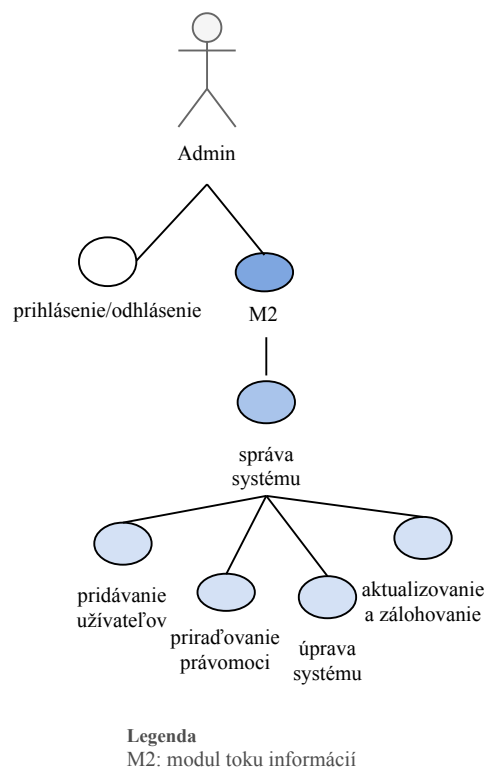 Admin
prihlásenie/odhlásenie
M2
správa
systému
pridávanie
užívateľov
priraďovanie
právomoci
úprava
systému
aktualizovanie
a zálohovanie
Legenda
M2: modul toku informácií